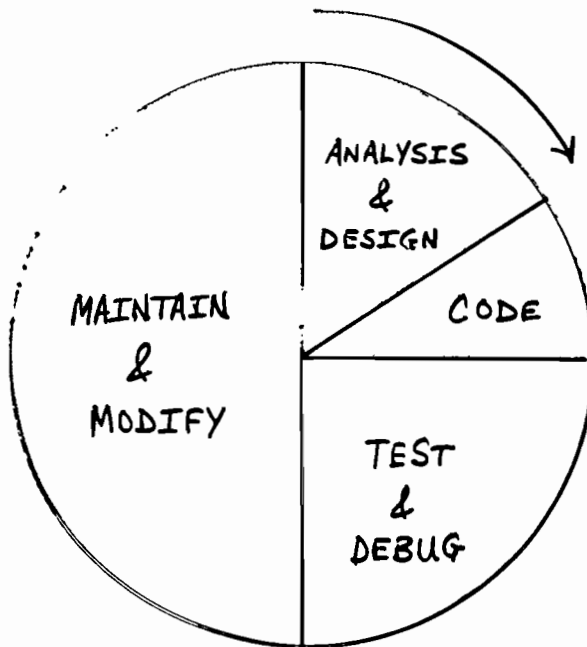 ANALYSIS
&
DESIGN
CODE
TEST
&
DEBUG
MAINTAIN
&
MODIFY